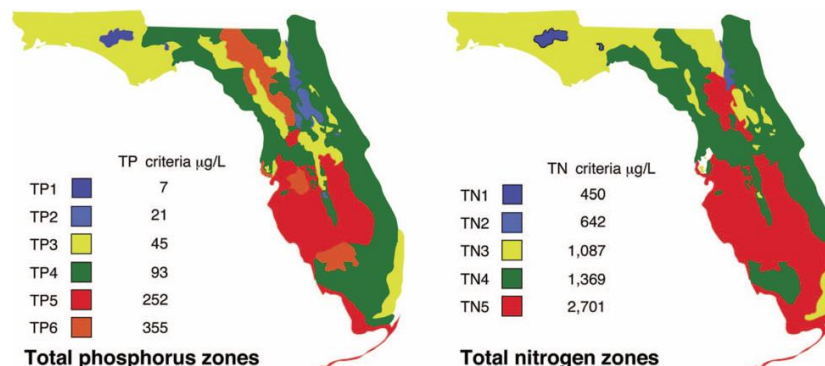 TP criteria µg/L
TP1 7
TP2 21
TP3 45
TP4 93
TP5 252
TP6 355
Total phosphorus zones
TN criteria µg/L
TN1 450
TN2 642
TN3 1,087
TN4 1,369
TN5 2,701
Total nitrogen zones